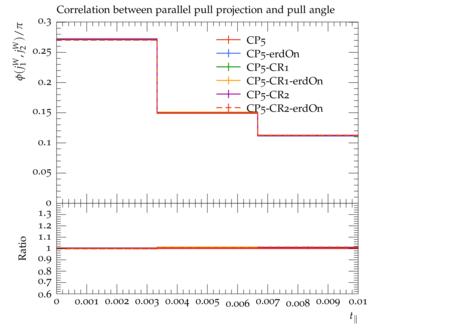 Correlation between parallel pull projection and pull angle
ϕ(j₁ᵂ, j₂ᵂ)/π
0.3
0.25
0.2
0.15
0.1
0.05
0
CP5
CP5-erdOn
CP5-CR1
CP5-CR1-erdOn
CP5-CR2
CP5-CR2-erdOn
Ratio
1.3
1.2
1.1
1
0.9
0.8
0.7
0.6
0 0.001 0.002 0.003 0.004 0.005 0.006 0.007 0.008 0.009 0.01
t∥